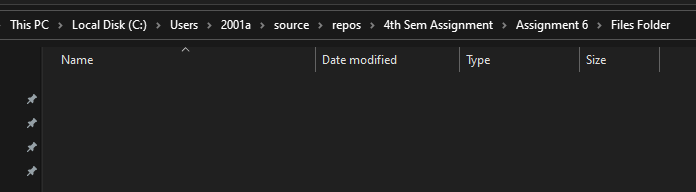 This PC > Local Disk (C:) > Users > 2001a > source > repos > 4th Sem Assignment > Assignment 6 > Files Folder
Name Date modified Type Size